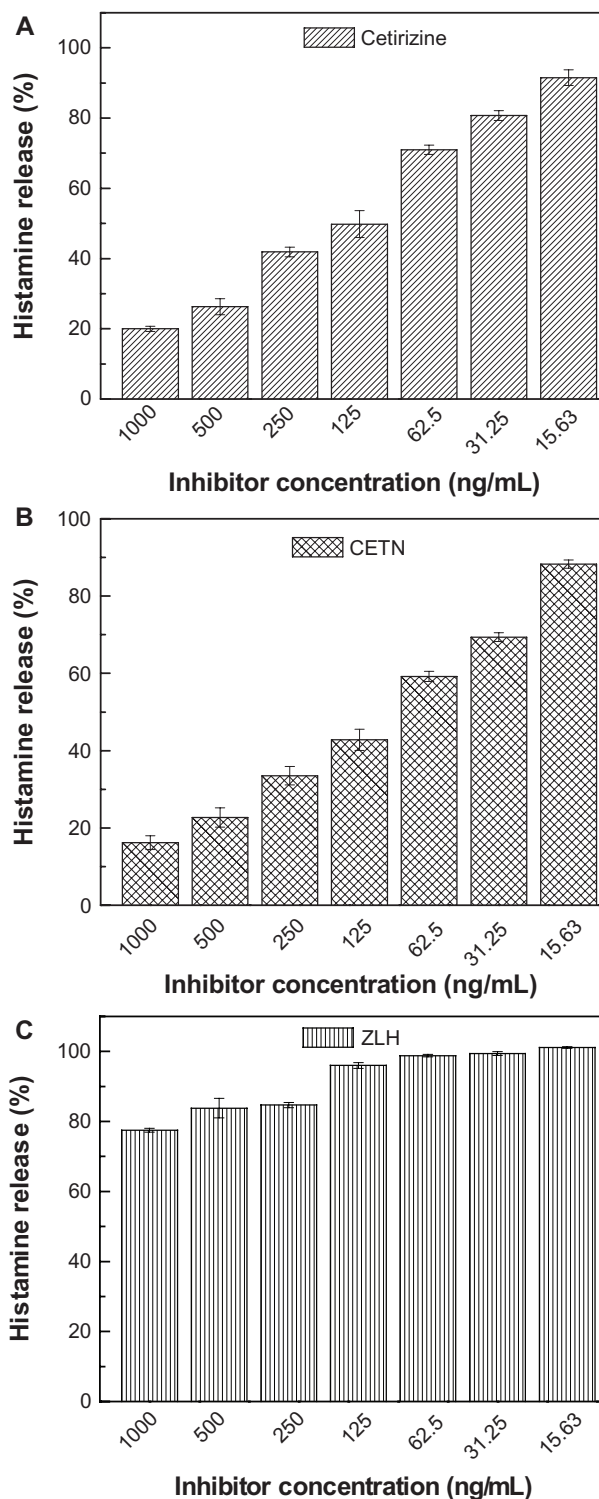 A
Cetirizine
Histamine release (%)
100
80
60
40
20
0
1000 500 250 125 62.5 31.25 15.63
Inhibitor concentration (ng/mL)
B
CETN
Histamine release (%)
100
80
60
40
20
0
1000 500 250 125 62.5 31.25 15.63
Inhibitor concentration (ng/mL)
C
ZLH
Histamine release (%)
100
80
60
40
20
0
1000 500 250 125 62.5 31.25 15.63
Inhibitor concentration (ng/mL)